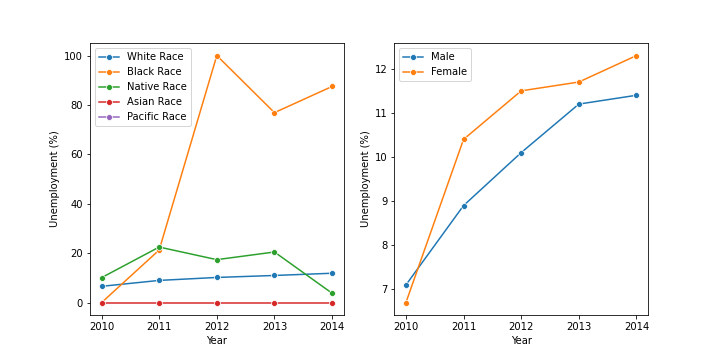 White Race
Black Race
Native Race
Asian Race
Pacific Race
100
80
60
40
20
0
Unemployment (%)
2010 2011 2012 2013 2014
Year
Male
Female
12
11
10
9
8
7
Unemployment (%)
2010 2011 2012 2013 2014
Year